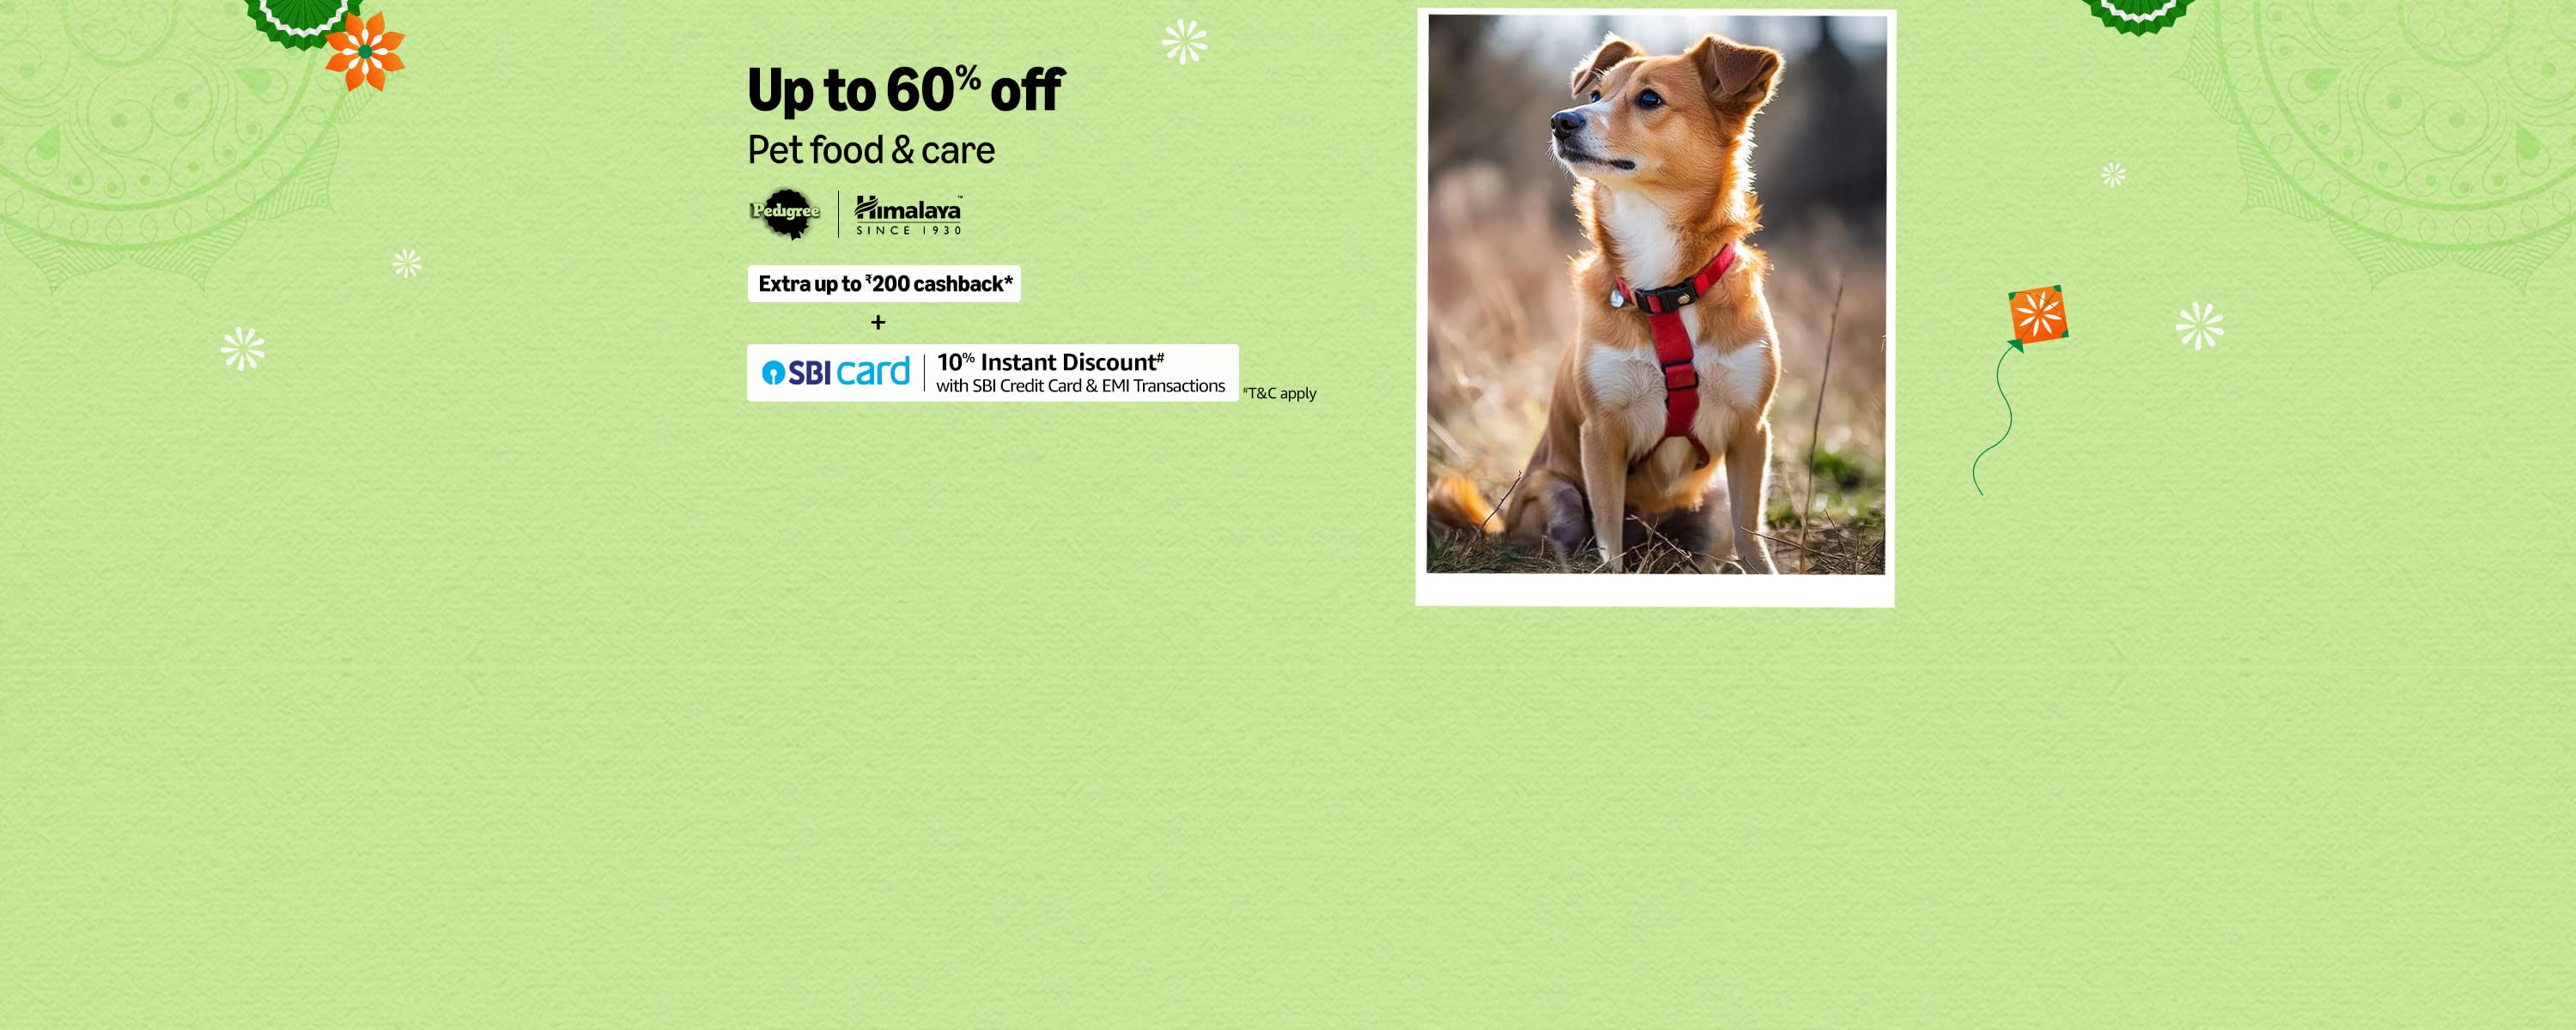 Up to 60% off
Pet food & care
Pedigree
Himalaya™
SINCE 1930
Extra up to ₹200 cashback*
+
SBI card
10% Instant Discount#
with SBI Credit Card & EMI Transactions
#T&C apply